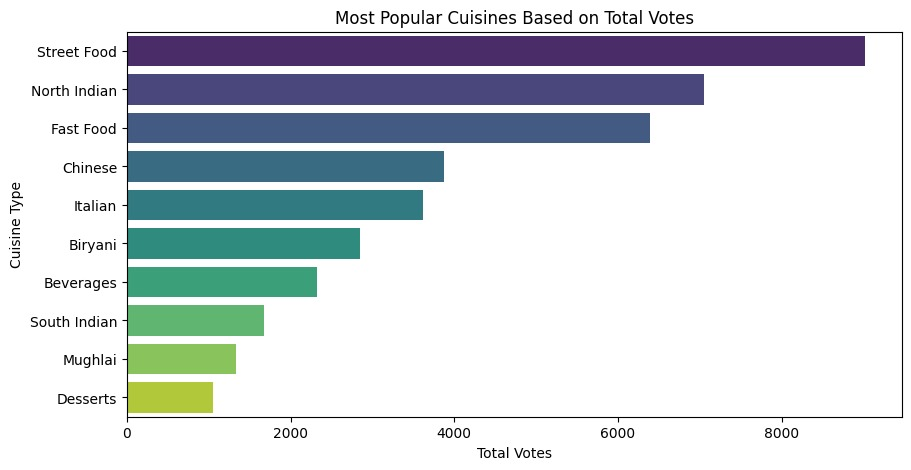 Most Popular Cuisines Based on Total Votes
Street Food
North Indian
Fast Food
Chinese
Italian
Biryani
Beverages
South Indian
Mughlai
Desserts
Cuisine Type
0 2000 4000 6000 8000
Total Votes